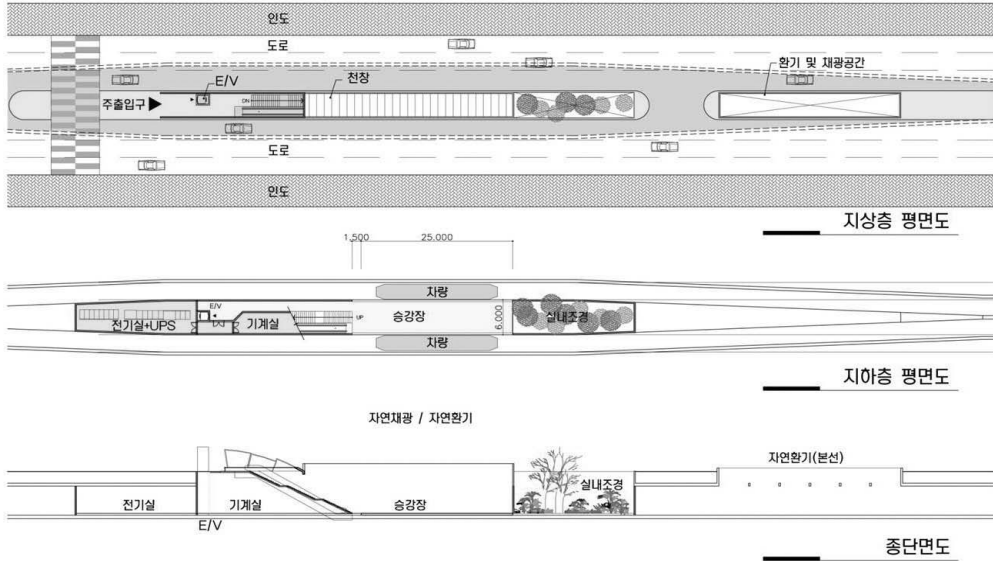 인도
도로
환기 및 채광공간
E/V
천창
주출입구
DN
도로
인도
지상층 평면도
1,500
25,000
차량
E/V
전기실+UPS
기계실
UP
승강장
6,000
실내조경
차량
지하층 평면도
자연채광 / 자연환기
자연환기(본선)
전기실
기계실
승강장
실내조경
E/V
종단면도